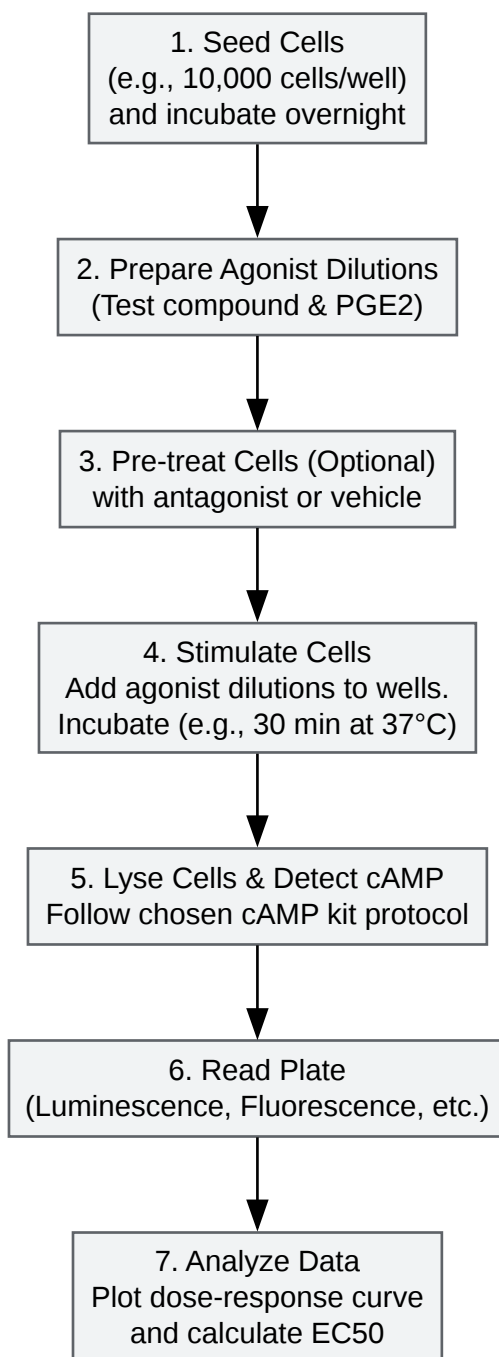 1. Seed Cells
(e.g., 10,000 cells/well)
and incubate overnight
2. Prepare Agonist Dilutions
(Test compound & PGE2)
3. Pre-treat Cells (Optional)
with antagonist or vehicle
4. Stimulate Cells
Add agonist dilutions to wells.
Incubate (e.g., 30 min at 37°C)
5. Lyse Cells & Detect cAMP
Follow chosen cAMP kit protocol
6. Read Plate
(Luminescence, Fluorescence, etc.)
7. Analyze Data
Plot dose-response curve
and calculate EC50